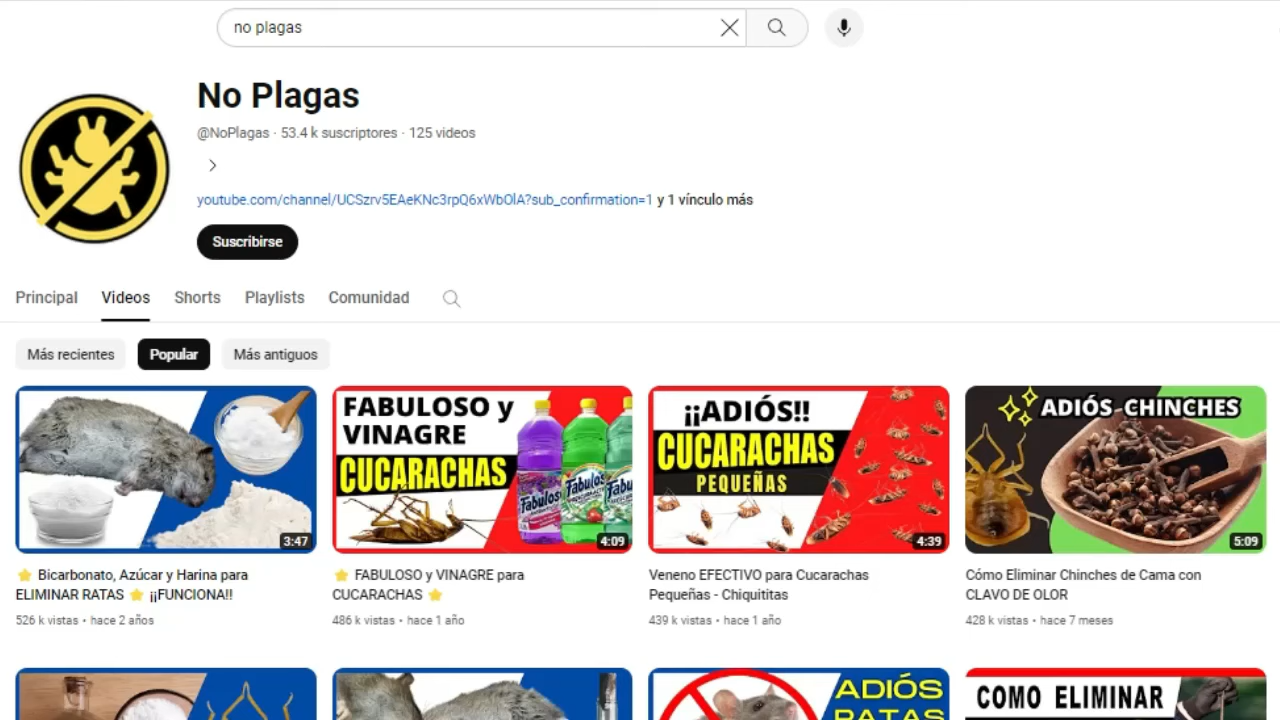 no plagas
No Plagas
@NoPlagas · 53.4 k suscriptores · 125 videos
youtube.com/channel/UCSzrv5EAeKNc3rpQ6xWbOlA?sub_confirmation=1 y 1 vínculo más
Suscribirse
Principal Videos Shorts Playlists Comunidad
Más recientes Popular Más antiguos
3:47
FABULOSO y
VINAGRE
CUCARACHAS
Fabuloso
Fabuloso
4:09
¡¡ADIÓS!!
CUCARACHAS
PEQUEÑAS
4:39
ADIÓS CHINCHES
5:09
⭐ Bicarbonato, Azúcar y Harina para
ELIMINAR RATAS ⭐ ¡¡FUNCIONA!!
526 k vistas • hace 2 años
⭐ FABULOSO y VINAGRE para
CUCARACHAS ⭐
486 k vistas • hace 1 año
Veneno EFECTIVO para Cucarachas
Pequeñas - Chiquititas
439 k vistas • hace 1 año
Cómo Eliminar Chinches de Cama con
CLAVO DE OLOR
428 k vistas • hace 7 meses
ADIÓS
RATAS
COMO ELIMINAR